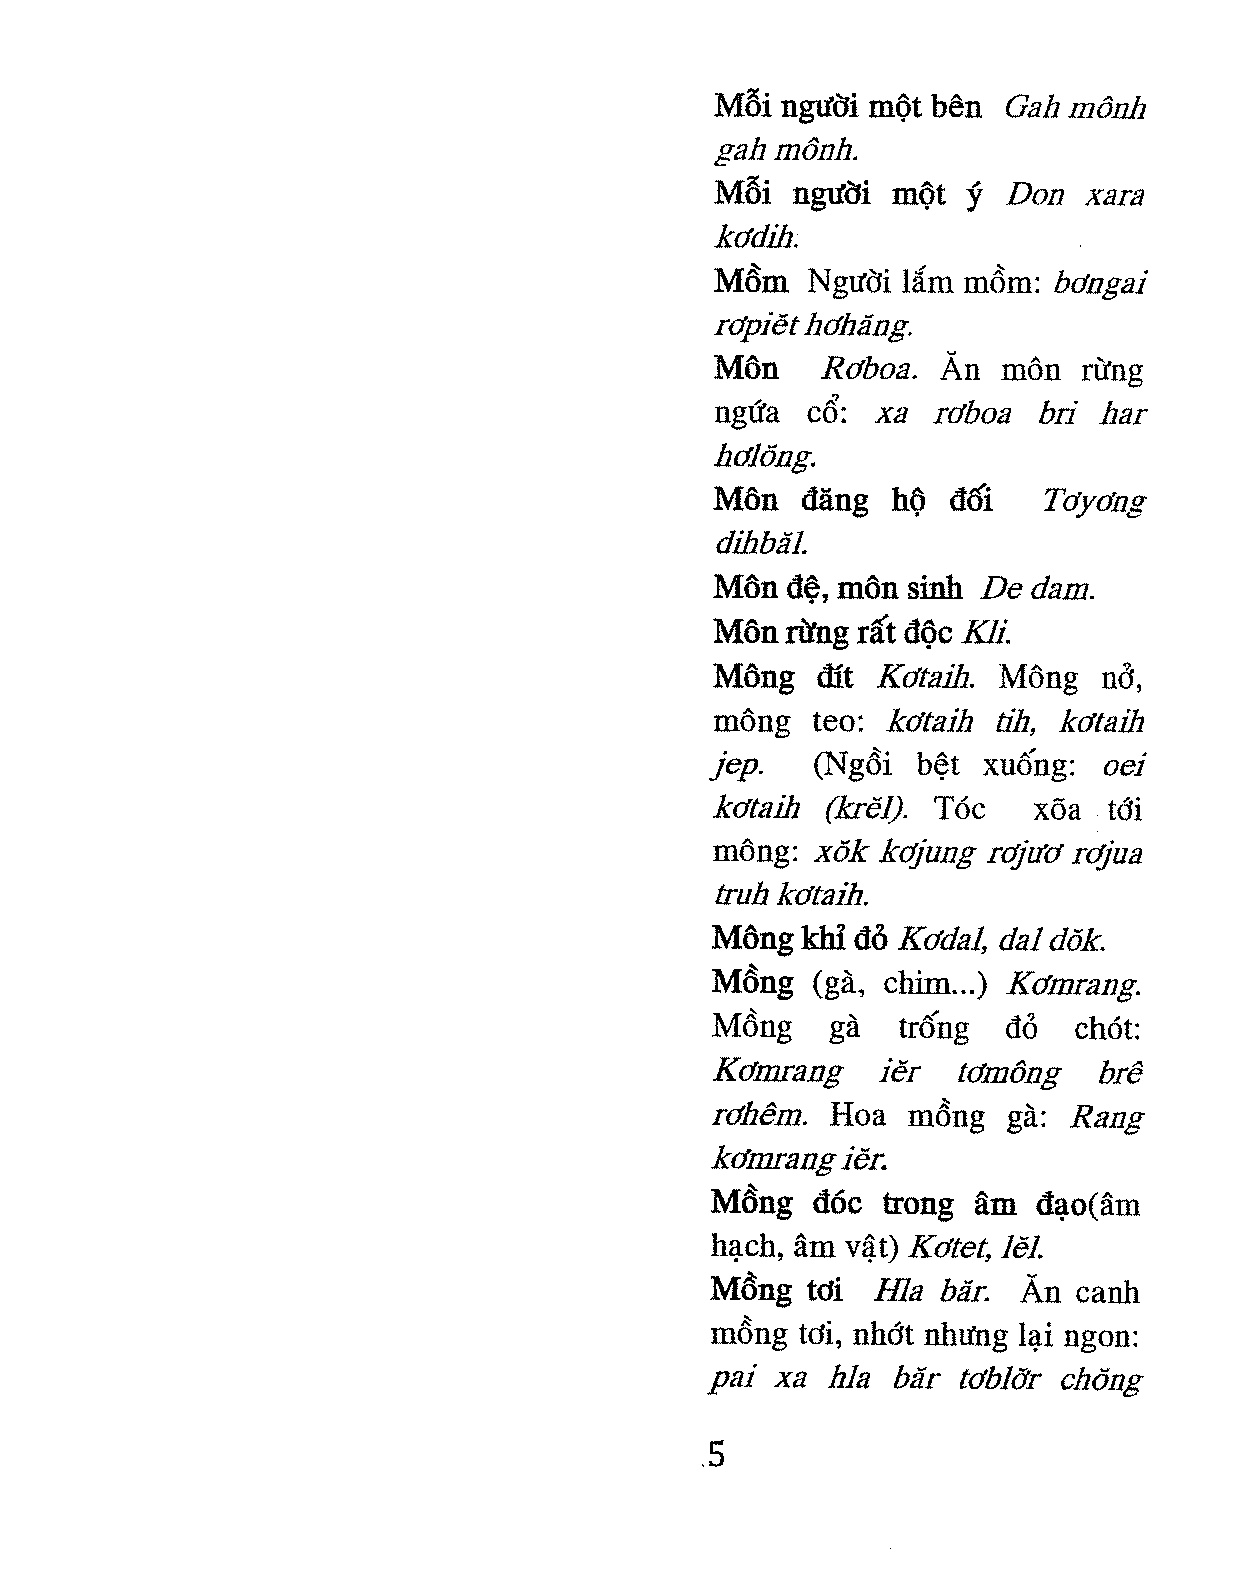 Mỗi người một bên Gah mônh
gah mônh.
Mỗi người một ý Don xara
kơdih.
Mồm Người lắm mồm: bơngai
rơpiĕt hơhăng.
Môn Rơboa. Ăn môn rừng
ngứa cổ: xa rơboa bri har
hơlŏng.
Môn đăng hộ đối Tơyơng
dihbăl.
Môn đệ, môn sinh De dam.
Môn rừng rất độc Kli.
Mông đít Kơtaih. Mông nở,
mông teo: kơtaih tih, kơtaih
jep. (Ngồi bệt xuống: oei
kơtaih (krĕl). Tóc xõa tới
mông: xŏk kơjung rơjươ rơjua
truh kơtaih.
Mông khỉ đỏ Kơdal, dal dŏk.
Mồng (gà, chim...) Kơmrang.
Mồng gà trống đỏ chót:
Kơmrang iĕr tơmông brê
rơhêm. Hoa mồng gà: Rang
kơmrang iĕr.
Mồng đóc trong âm đạo(âm
hạch, âm vật) Kơtet, lĕl.
Mồng tơi Hla băr. Ăn canh
mồng tơi, nhớt nhưng lại ngon:
pai xa hla băr tơblơ̆r chŏng
5